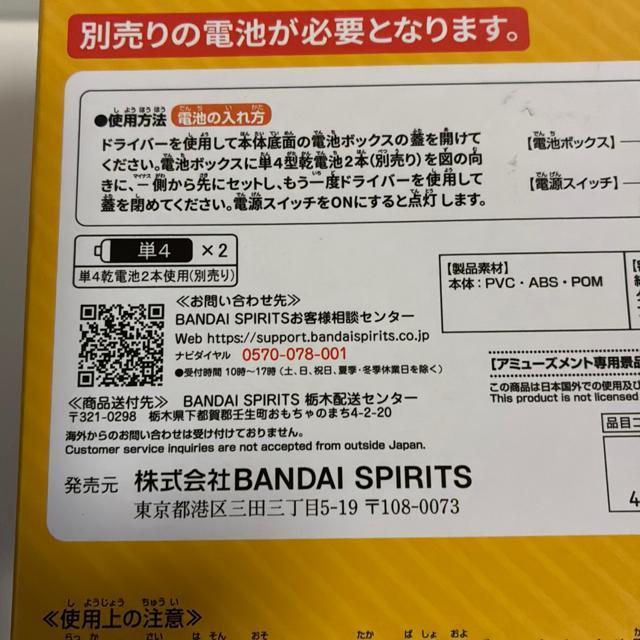 別売りの電池が必要となります。
●使用方法 電池の入れ方
ドライバーを使用して本体底面の電池ボックスの蓋を開けて
ください。電池ボックスに単4型乾電池2本(別売り)を図の向
きに、－側から先にセットし、もう一度ドライバーを使用して
蓋を閉めてください。電源スイッチをONにすると点灯します。
【電池ボックス】
【電源スイッチ】
単4 ×2
単4乾電池2本使用(別売り)
【製品素材】
本体：PVC・ABS・POM
≪お問い合わせ先≫
BANDAI SPIRITSお客様相談センター
Web https://support.bandaispirits.co.jp
ナビダイヤル 0570-078-001
●受付時間 10時～17時(土、日、祝日、夏季・冬季休業日を除く)
【アミューズメント専用景品
この商品は日本国外での使用及び
This product is not licensed
≪商品送付先≫ BANDAI SPIRITS 栃木配送センター
〒321-0298 栃木県下都賀郡壬生町おもちゃのまち4-2-20
海外からのお問い合わせは受け付けておりません。
Customer service inquiries are not accepted from outside Japan.
品目コ
4
発売元 株式会社BANDAI SPIRITS
東京都港区三田三丁目5-19 〒108-0073
≪使用上の注意≫